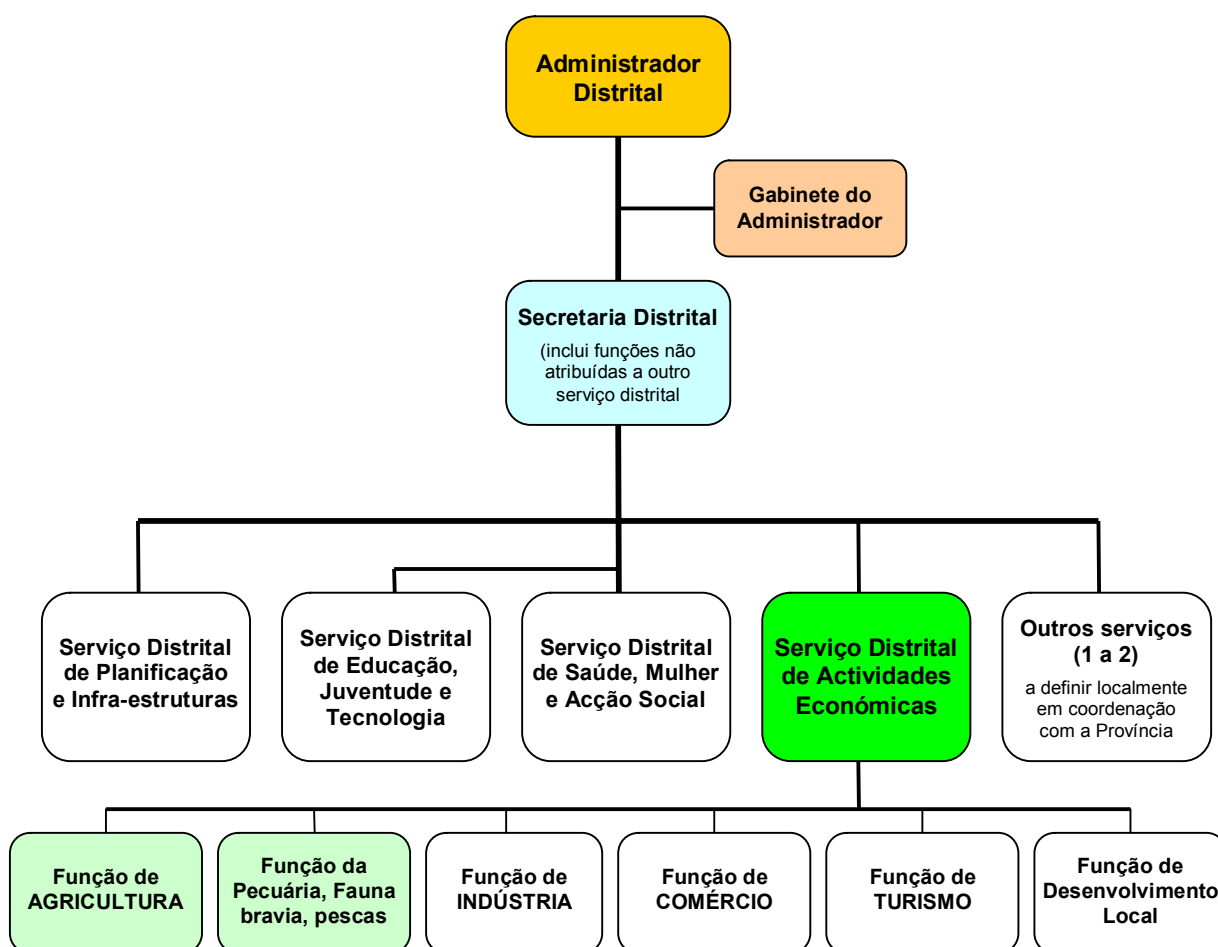 Administrador
Distrital
Gabinete do
Administrador
Secretaria Distrital
(inclui funções não
atribuídas a outro
serviço distrital
Serviço Distrital
de Planificação
e Infra-estruturas
Serviço Distrital
de Educação,
Juventude e
Tecnologia
Serviço Distrital
de Saúde, Mulher
e Acção Social
Serviço Distrital
de Actividades
Económicas
Outros serviços
(1 a 2)
a definir localmente
em coordenação
com a Província
Função de
AGRICULTURA
Função da
Pecuária, Fauna
bravia, pescas
Função de
INDÚSTRIA
Função de
COMÉRCIO
Função de
TURISMO
Função de
Desenvolvimento
Local